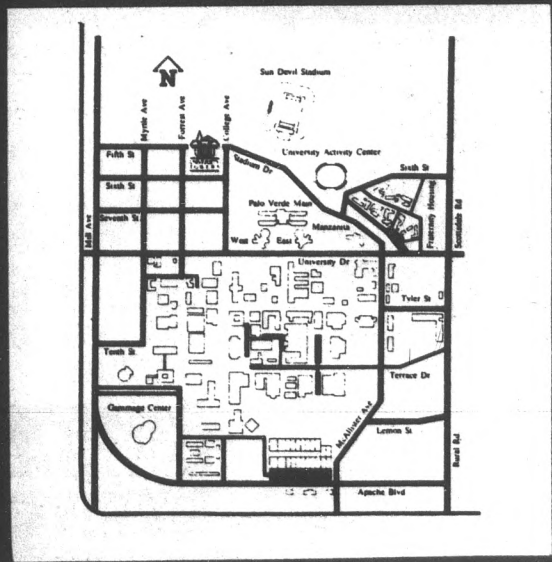 Sun Devil Stadium
N
Myrtle Ave
Forrest Ave
College Ave
Fifth St
Stadium Dr
University Activity Center
Sixth St
Sixth St
Palo Verde Main
Seventh St.
Manzanita
Fraternity Housing
Scottsdale Rd
Mill Ave
West
East
University Dr
Tyler St
Tenth St
Terrace Dr
Gammage Center
McAllister Ave
Lemon St
Rural Rd
Apache Blvd